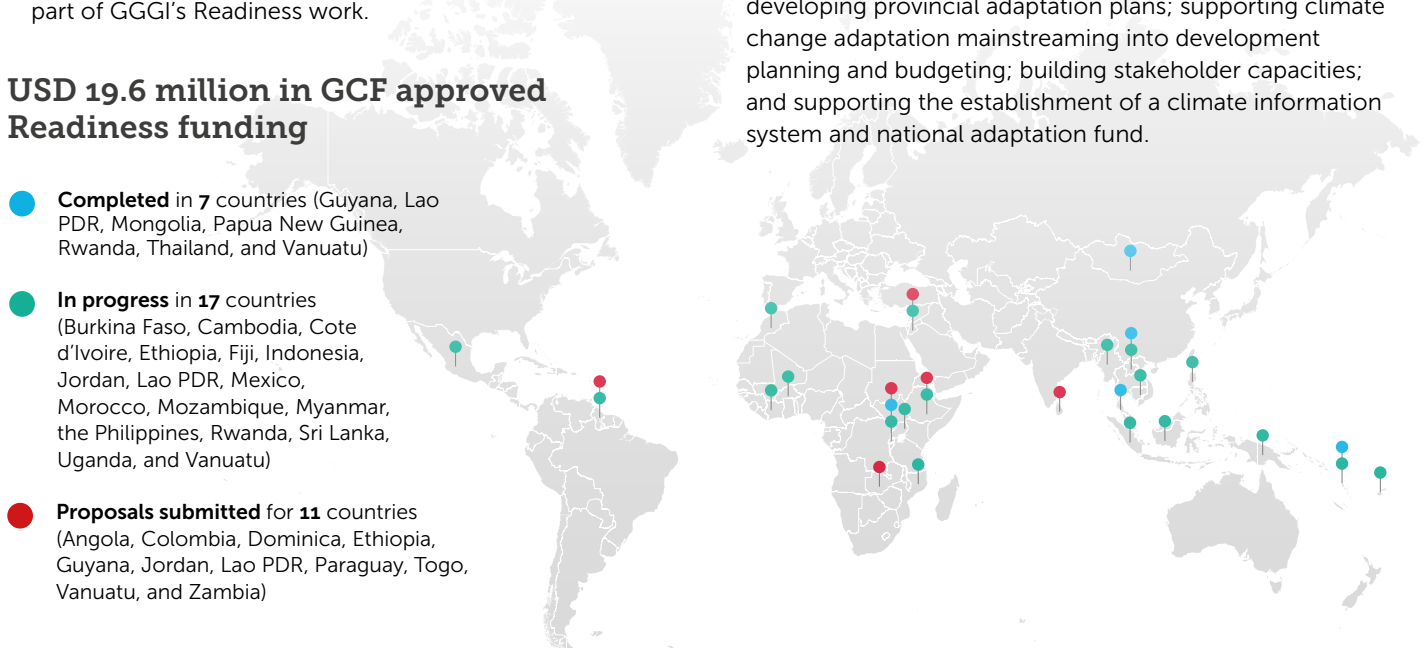 part of GGGI's Readiness work.
USD 19.6 million in GCF approved
Readiness funding
Completed in 7 countries (Guyana, Lao
PDR, Mongolia, Papua New Guinea,
Rwanda, Thailand, and Vanuatu)
In progress in 17 countries
(Burkina Faso, Cambodia, Cote
d'Ivoire, Ethiopia, Fiji, Indonesia,
Jordan, Lao PDR, Mexico,
Morocco, Mozambique, Myanmar,
the Philippines, Rwanda, Sri Lanka,
Uganda, and Vanuatu)
Proposals submitted for 11 countries
(Angola, Colombia, Dominica, Ethiopia,
Guyana, Jordan, Lao PDR, Paraguay, Togo,
Vanuatu, and Zambia)
developing provincial adaptation plans; supporting climate
change adaptation mainstreaming into development
planning and budgeting; building stakeholder capacities;
and supporting the establishment of a climate information
system and national adaptation fund.